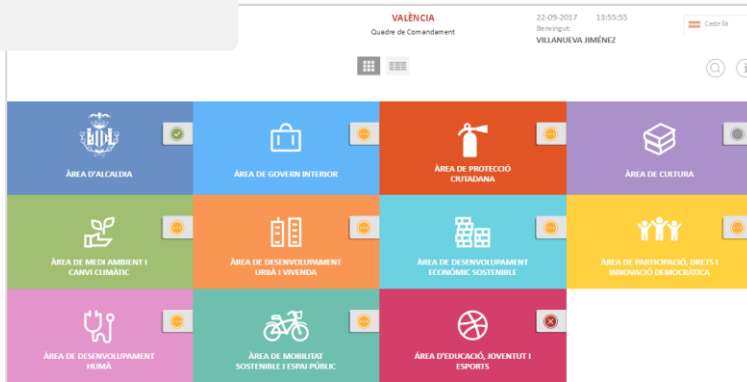 VALÈNCIA
Quadre de Comandament
22-09-2017 13:55:55
Benvingut:
VILLANUEVA JIMÉNEZ
Castellà
ÀREA D'ALCALDIA
ÀREA DE GOVERN INTERIOR
ÀREA DE PROTECCIÓ
CIUTADANA
ÀREA DE CULTURA
ÀREA DE MEDI AMBIENT I
CANVI CLIMÀTIC
ÀREA DE DESENVOLUPAMENT
URBÀ I VIVENDA
ÀREA DE DESENVOLUPAMENT
ECONÓMIC SOSTENIBLE
ÀREA DE PARTICIPACIÓ, DRETS I
INNOVACIÓ DEMOCRÀTICA
ÀREA DE DESENVOLUPAMENT
HUMÀ
ÀREA DE MOBILITAT
SOSTENIBLE I ESPAI PÚBLIC
ÀREA D'EDUCACIÓ, JOVENTUT I
ESPORTS